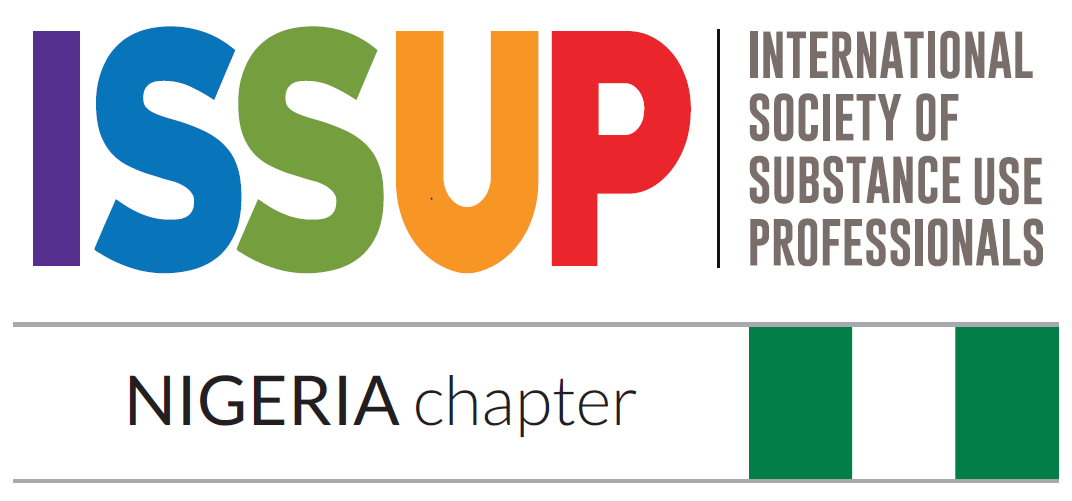 ISSUP
INTERNATIONAL
SOCIETY OF
SUBSTANCE USE
PROFESSIONALS
NIGERIA chapter